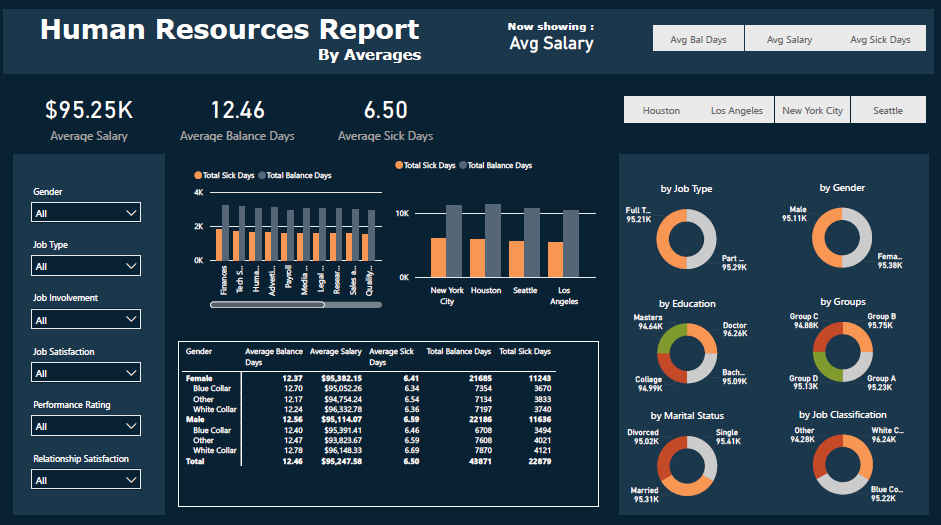 Human Resources Report
By Averages
Now showing :
Avg Salary
Avg Bal Days
Avg Salary
Avg Sick Days
$95.25K
Average Salary
12.46
Average Balance Days
6.50
Average Sick Days
Houston
Los Angeles
New York City
Seattle
Gender
All
Job Type
All
Job Involvement
All
Job Satisfaction
All
Performance Rating
All
Relationship Satisfaction
All
Total Sick Days Total Balance Days
4K
2K
0K
Finances
Tech S...
Huma...
Adverti...
Payroll
Media ...
Legal ...
Resear...
Sales a...
Quality...
Total Sick Days Total Balance Days
10K
0K
New York
City
Houston
Seattle
Los
Angeles
Gender Average Balance Average Salary Average Sick Total Balance Days Total Sick Days
Days Days
Female 12.37 $95,382.15 6.41 21685 11243
Blue Collar 12.70 $95,052.26 6.34 7354 3670
Other 12.17 $94,754.24 6.54 7134 3833
White Collar 12.24 $96,332.78 6.36 7197 3740
Male 12.56 $95,114.07 6.59 22186 11636
Blue Collar 12.40 $95,391.41 6.46 6708 3494
Other 12.47 $93,823.67 6.59 7608 4021
White Collar 12.78 $96,148.33 6.69 7870 4121
Total 12.46 $95,247.58 6.50 43871 22879
by Job Type
Full T...
95.21K
Part ...
95.29K
by Gender
Male
95.11K
Fema...
95.38K
by Education
Masters
94.64K
Doctor
96.26K
College
94.99K
Bach...
95.09K
by Groups
Group C
94.88K
Group B
95.75K
Group D
95.13K
Group A
95.23K
by Marital Status
Divorced
95.02K
Single
95.41K
Married
95.31K
by Job Classification
Other
94.28K
White C...
96.24K
Blue Co...
95.22K